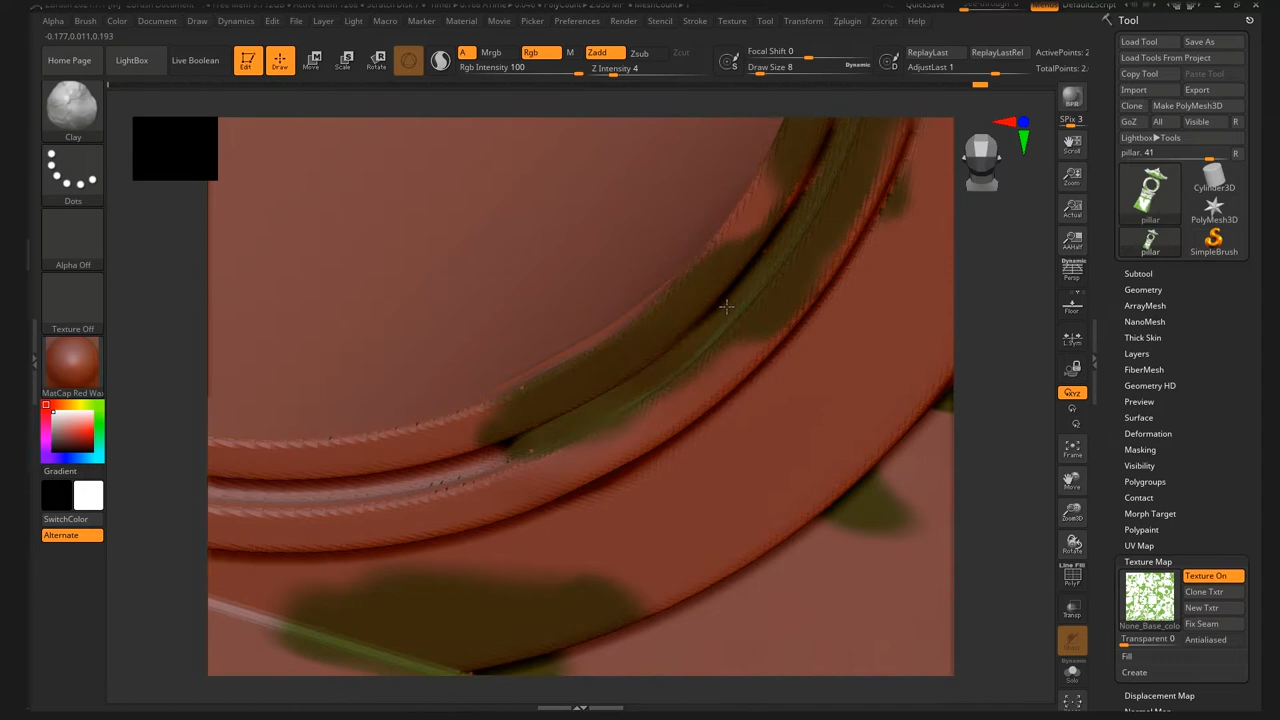 Alpha Brush Color Document Draw Dynamics Edit File Layer Light Macro Marker Material Movie Picker Preferences Render Stencil Stroke Texture Tool Transform Zplugin Zscript Help
-0.177,0.011,0.193
Home Page
LightBox
Live Boolean
Edit
Draw
Move
Scale
Rotate
A Mrgb Rgb M Zadd Zsub Zcut
Rgb Intensity 100
Z Intensity 4
S
Focal Shift 0
Draw Size 8
Dynamic
D
ReplayLast ReplayLastRel
AdjustLast 1
ActivePoints: 2
TotalPoints: 2.
Clay
Dots
Alpha Off
Texture Off
MatCap Red Wax
Gradient
SwitchColor
Alternate
BPR
SPix 3
Scroll
Zoom
Actual
AAHalf
Dynamic
Persp
Floor
L.Sym
XYZ
Frame
Move
Zoom3D
Rotate
Line Fill
PolyF
Transp
Dynamic
Solo
Tool
Load Tool Save As
Load Tools From Project
Copy Tool Paste Tool
Import Export
Clone Make PolyMesh3D
GoZ All Visible R
Lightbox▶Tools
pillar. 41 R
pillar
Cylinder3D
PolyMesh3D
pillar
SimpleBrush
Subtool
Geometry
ArrayMesh
NanoMesh
Thick Skin
Layers
FiberMesh
Geometry HD
Preview
Surface
Deformation
Masking
Visibility
Polygroups
Contact
Morph Target
Polypaint
UV Map
Texture Map
Texture On
Clone Txtr
New Txtr
Fix Seam
None_Base_colo
Transparent 0 Antialiased
Fill
Create
Displacement Map